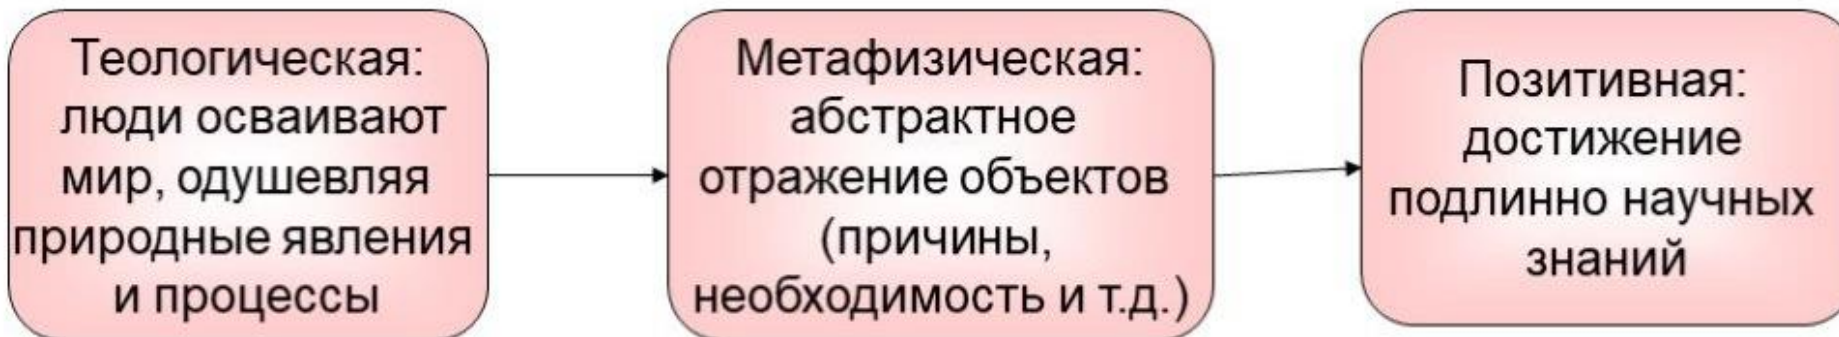 Теологическая:
люди осваивают
мир, одушевляя
природные явления
и процессы
Метафизическая:
абстрактное
отражение объектов
(причины,
необходимость и т.д.)
Позитивная:
достижение
подлинно научных
знаний